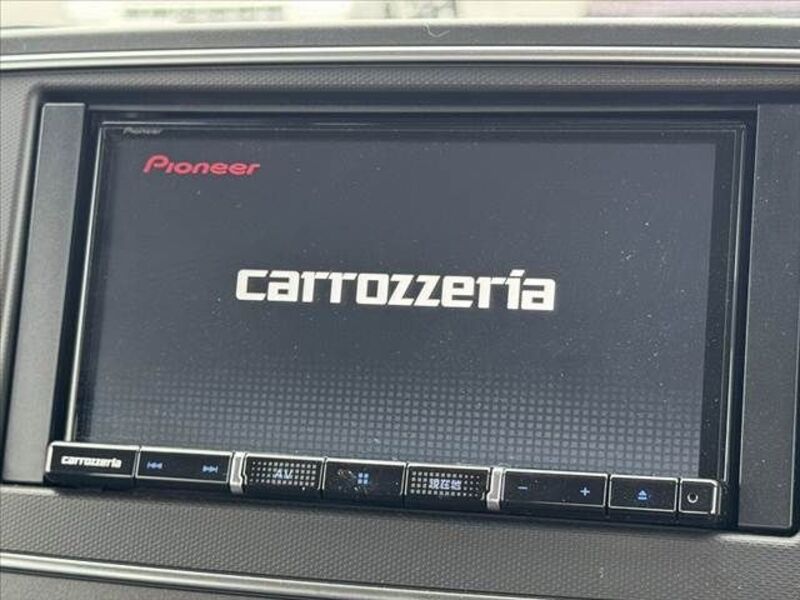 Pioneer
Pioneer
carrozzeria
carrozzeria
AV
現在地